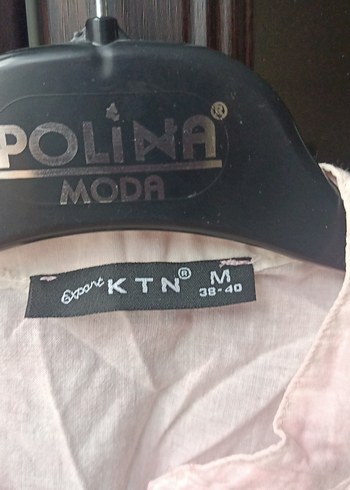 POLINA®
MODA
Export KTN® M
38-40